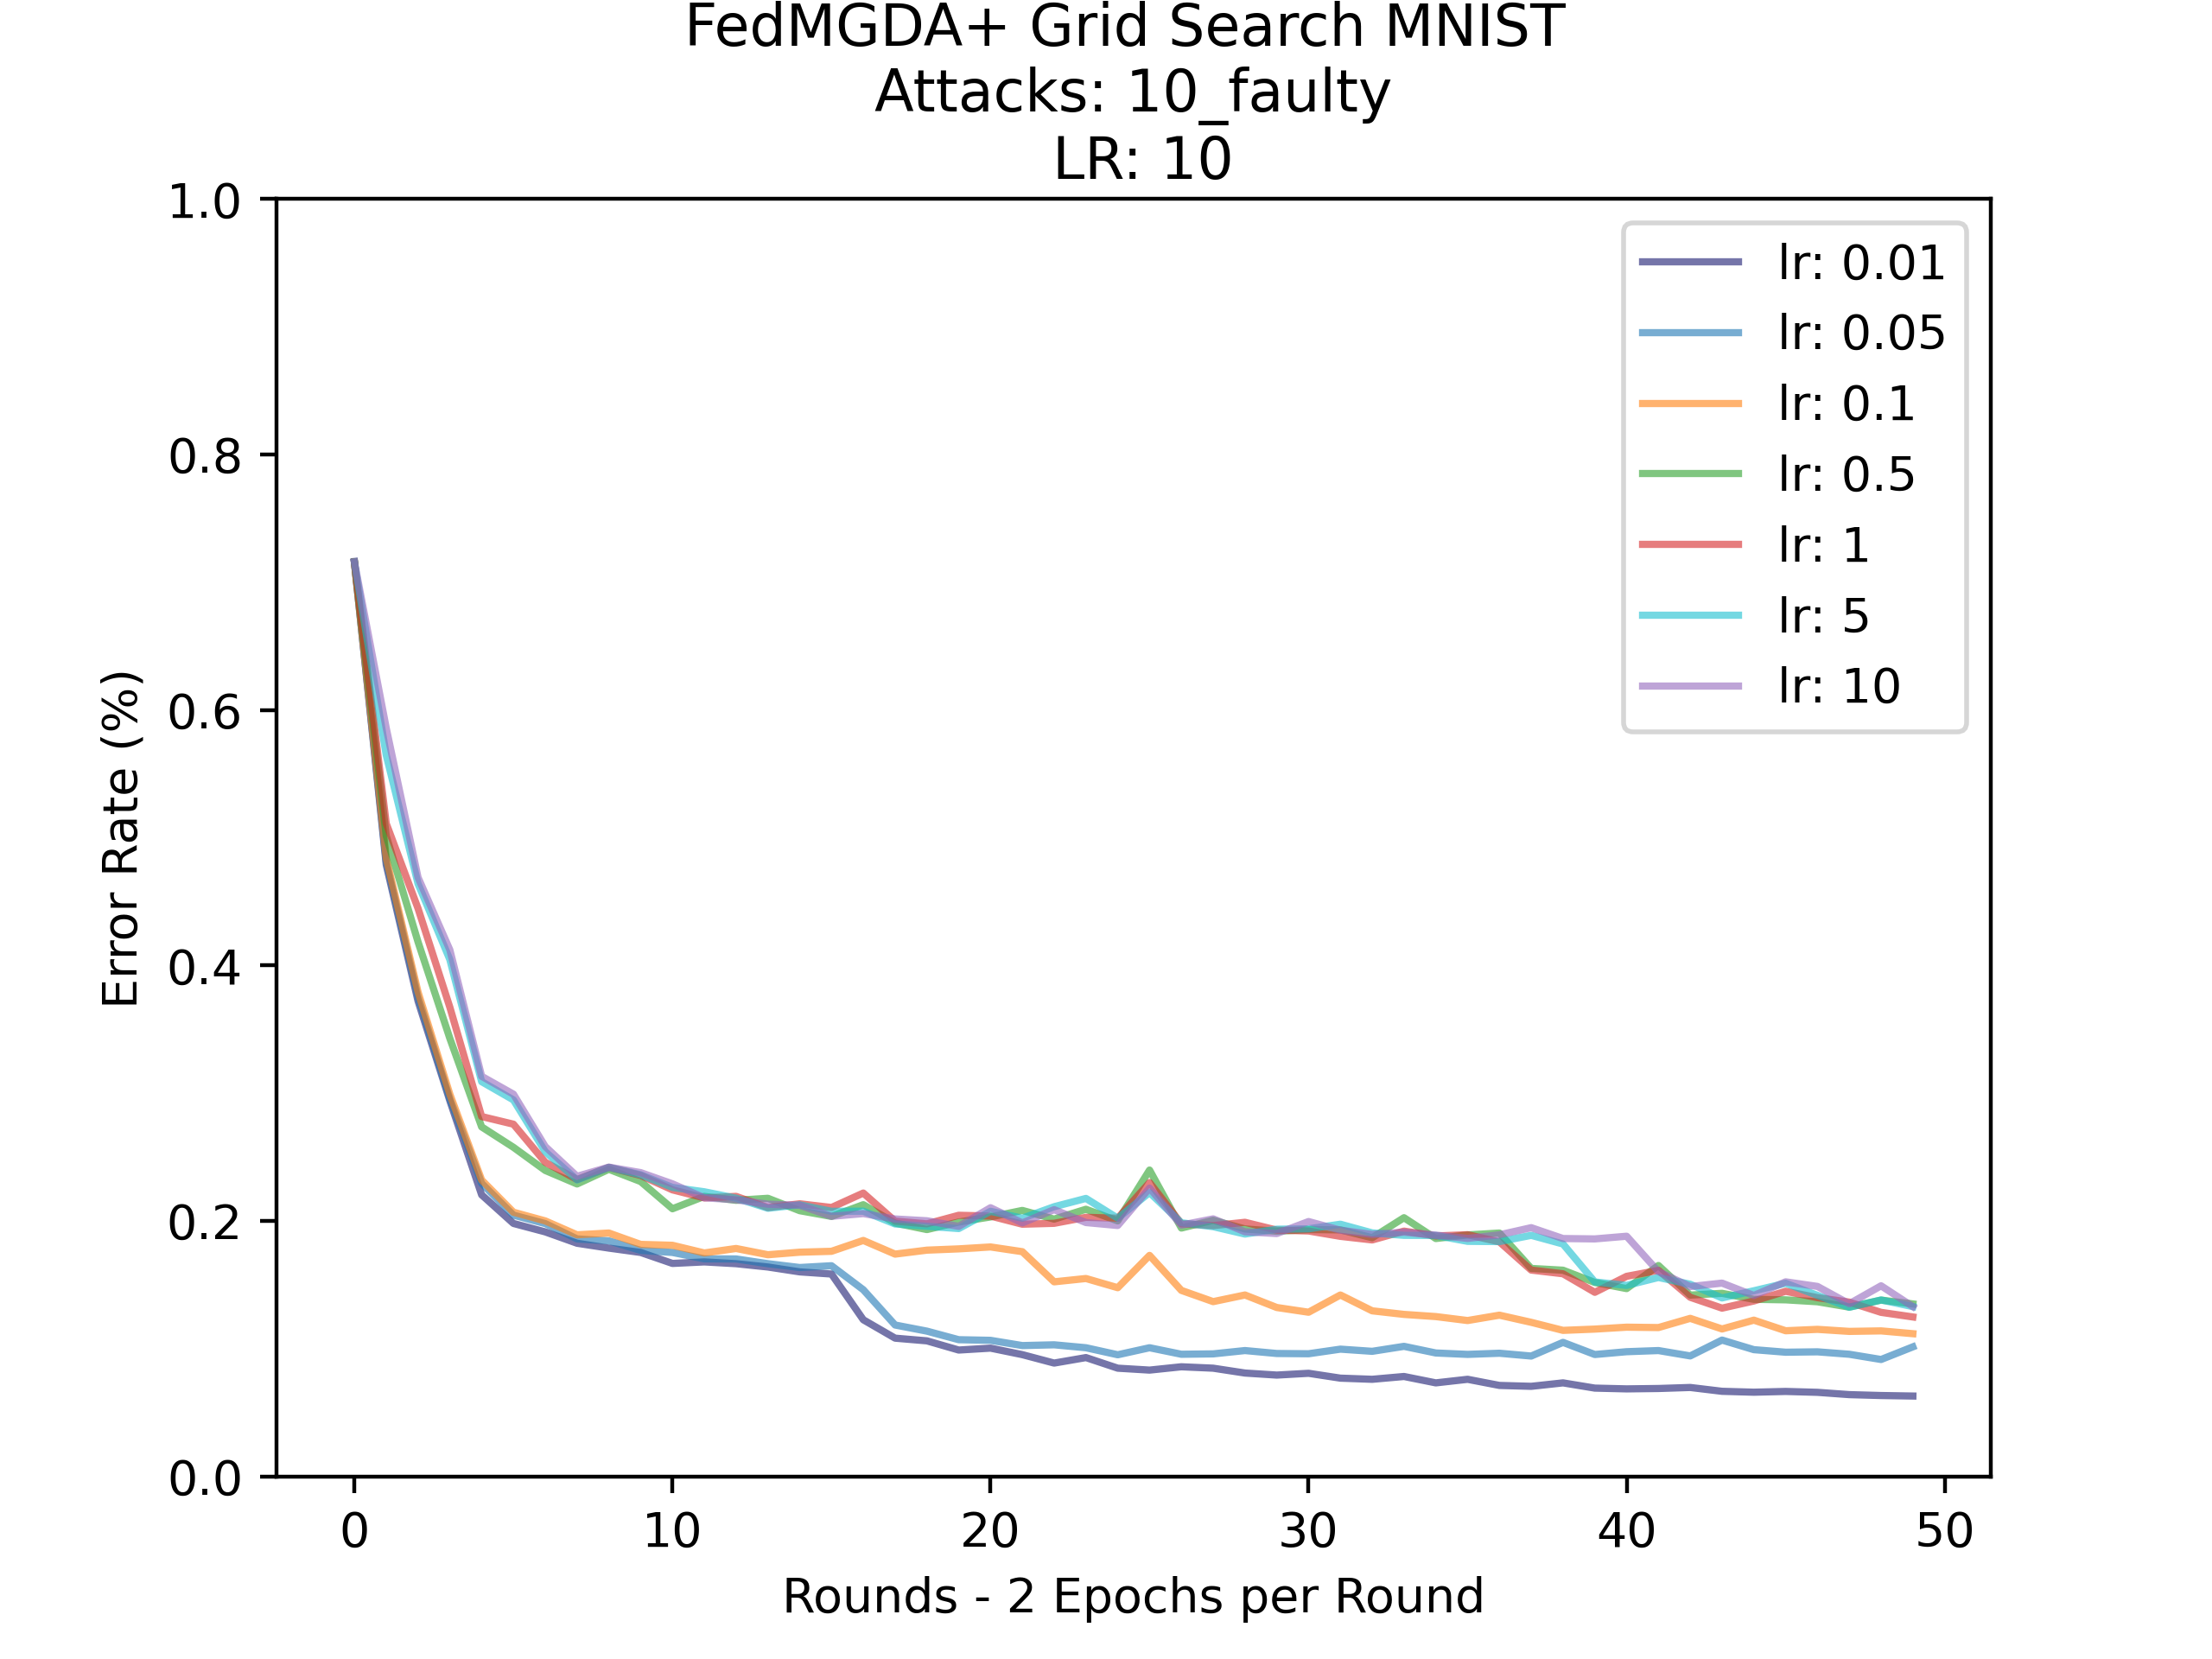 FedMGDA+ Grid Search MNIST
Attacks: 10_faulty
LR: 10
1.0
0.8
0.6
0.4
0.2
0.0
Error Rate (%)
lr: 0.01
lr: 0.05
lr: 0.1
lr: 0.5
lr: 1
lr: 5
lr: 10
0 10 20 30 40 50
Rounds - 2 Epochs per Round